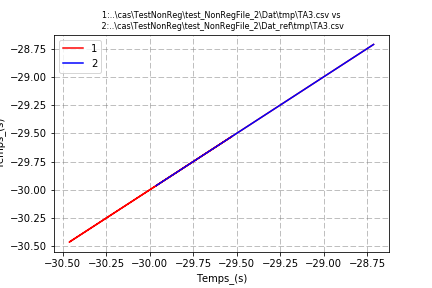 1:..\cas\TestNonReg\test_NonRegFile_2\Dat\tmp\TA3.csv vs
2:..\cas\TestNonReg\test_NonRegFile_2\Dat_ref\tmp\TA3.csv
1
2
−28.75
−29.00
−29.25
−29.50
−29.75
−30.00
−30.25
−30.50
−30.50 −30.25 −30.00 −29.75 −29.50 −29.25 −29.00 −28.75
Temps_(s)